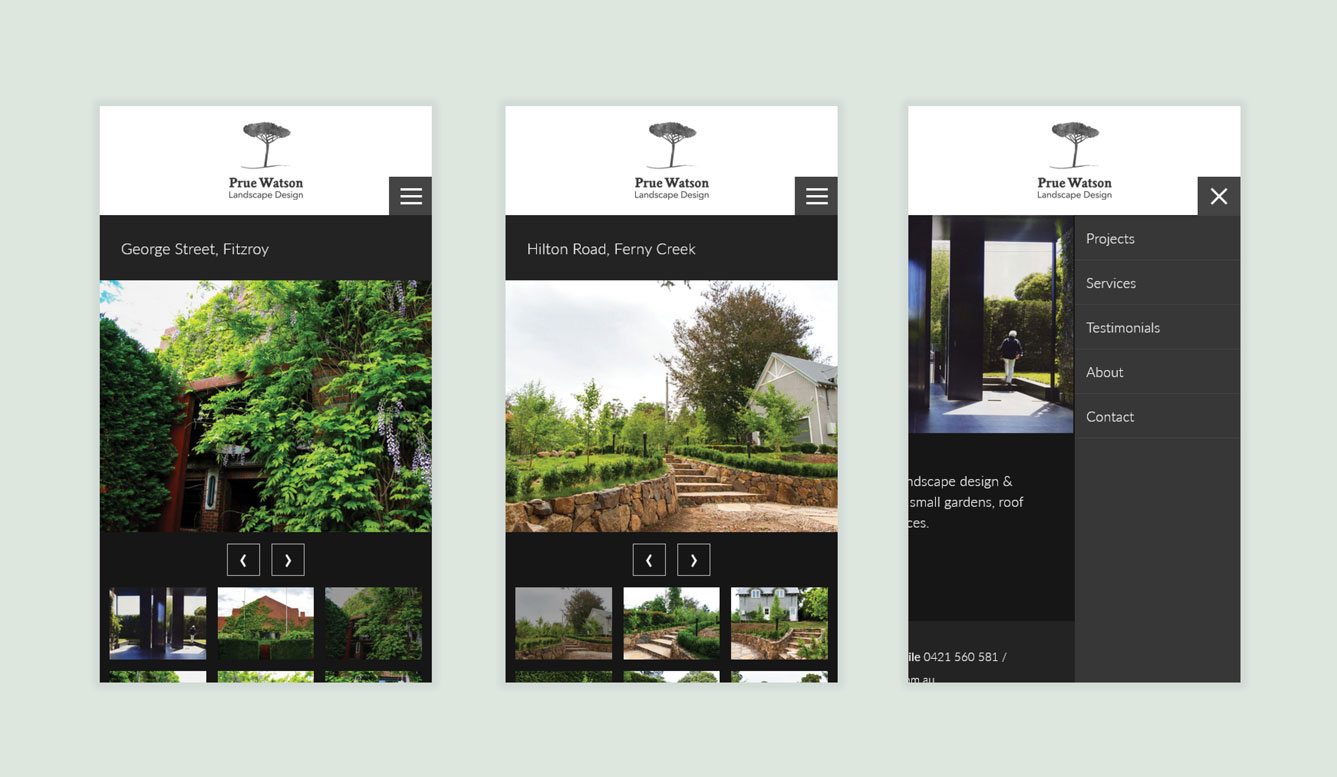 Prue Watson
Landscape Design
George Street, Fitzroy
Prue Watson
Landscape Design
Hilton Road, Ferny Creek
Prue Watson
Landscape Design
Projects
Services
Testimonials
About
Contact
ndscape design &
small gardens, roof
ces.
ile 0421 560 581 /
m.au